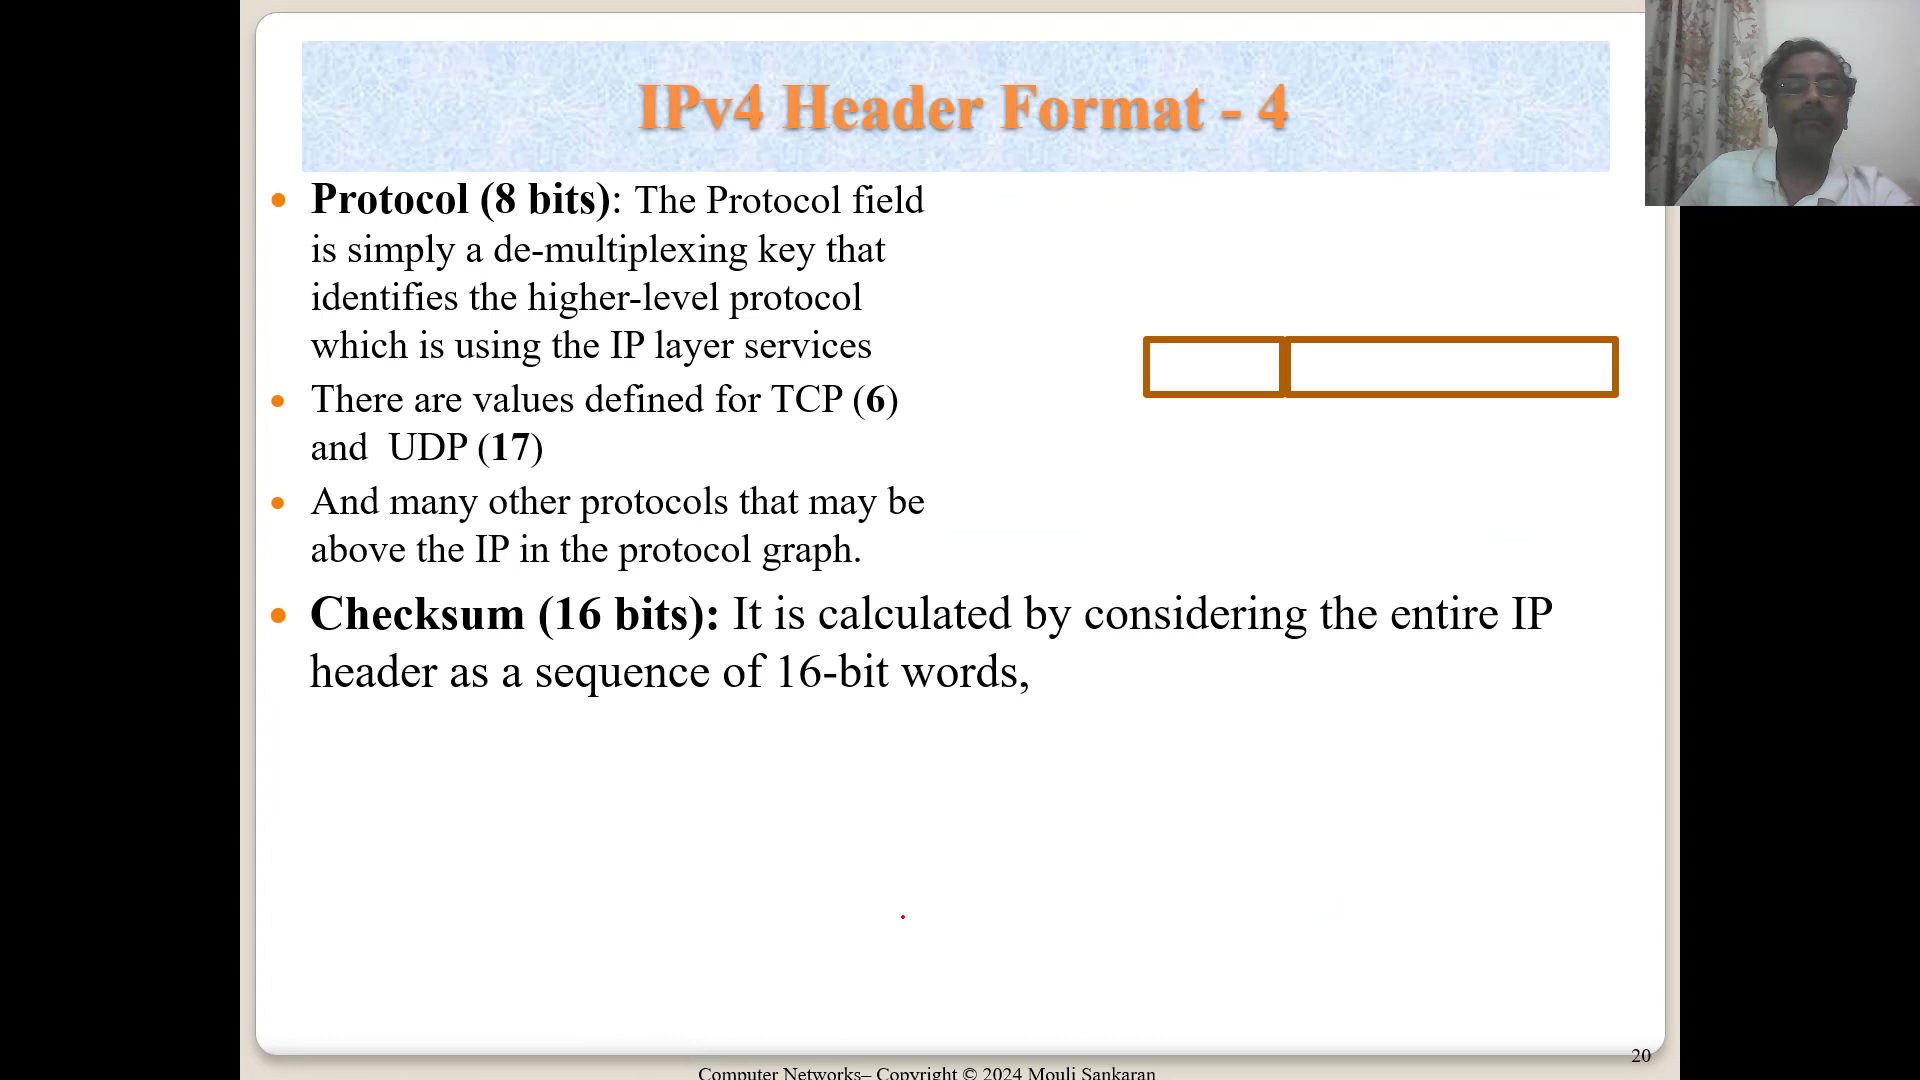 IPv4 Header Format - 4
• Protocol (8 bits): The Protocol field
is simply a de-multiplexing key that
identifies the higher-level protocol
which is using the IP layer services
• There are values defined for TCP (6)
and UDP (17)
• And many other protocols that may be
above the IP in the protocol graph.
• Checksum (16 bits): It is calculated by considering the entire IP
header as a sequence of 16-bit words,
20
Computer Networks– Copyright © 2024 Mouli Sankaran